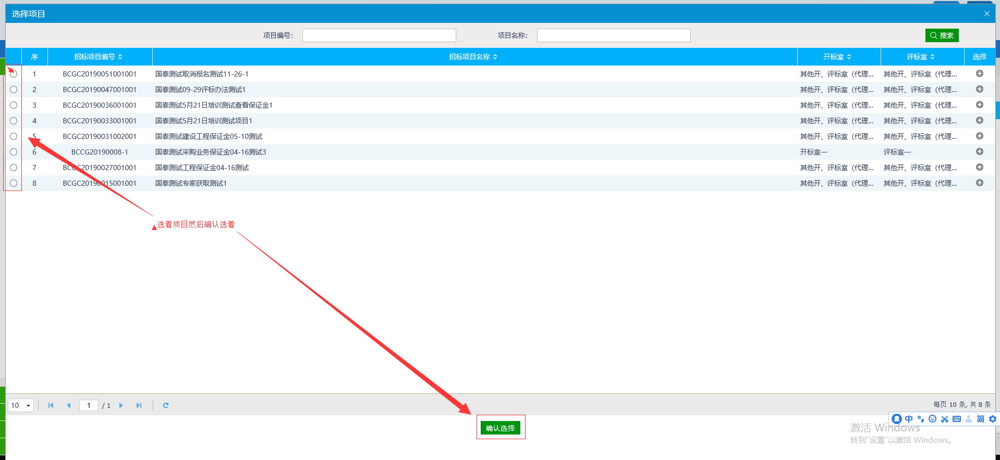 选择项目
项目编号： 项目名称： 搜索
序 招标项目编号 招标项目名称 开标室 评标室 选择
1 BCGC20190051001001 国泰测试取消报名测试11-26-1 其他开、评标室（代理... 其他开、评标室（代理...
2 BCGC20190047001001 国泰测试09-29评标办法测试1 其他开、评标室（代理... 其他开、评标室（代理...
3 BCGC20190036001001 国泰测试5月21日培训测试查看保证金1 其他开、评标室（代理... 其他开、评标室（代理...
4 BCGC20190033001001 国泰测试5月21日培训测试项目1 其他开、评标室（代理... 其他开、评标室（代理...
5 BCGC20190031002001 国泰测试建设工程保证金05-10测试 其他开、评标室（代理... 其他开、评标室（代理...
6 BCCG20190008-1 国泰测试采购业务保证金04-16测试3 开标室一 评标室一
7 BCGC20190027001001 国泰测试工程保证金04-16测试 其他开、评标室（代理... 其他开、评标室（代理...
8 BCGC20190015001001 国泰测试专家获取测试1 其他开、评标室（代理... 其他开、评标室（代理...
选着项目然后确认选着
10 1 / 1 每页 10 条, 共 8 条
中 简
确认选择
激活 Windows
转到"设置"以激活 Windows。